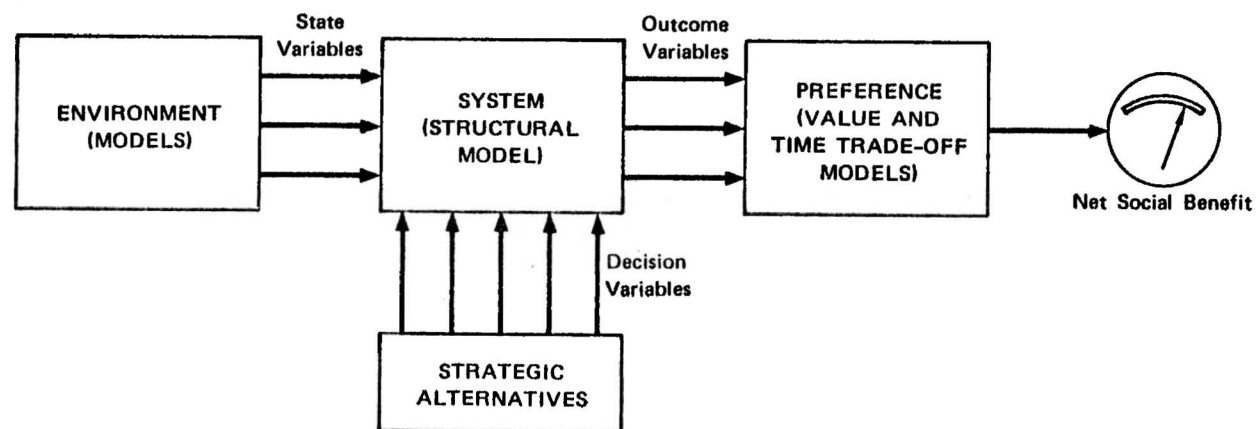 State
Variables
Outcome
Variables
ENVIRONMENT
(MODELS)
SYSTEM
(STRUCTURAL
MODEL)
PREFERENCE
(VALUE AND
TIME TRADE-OFF
MODELS)
Net Social Benefit
Decision
Variables
STRATEGIC
ALTERNATIVES